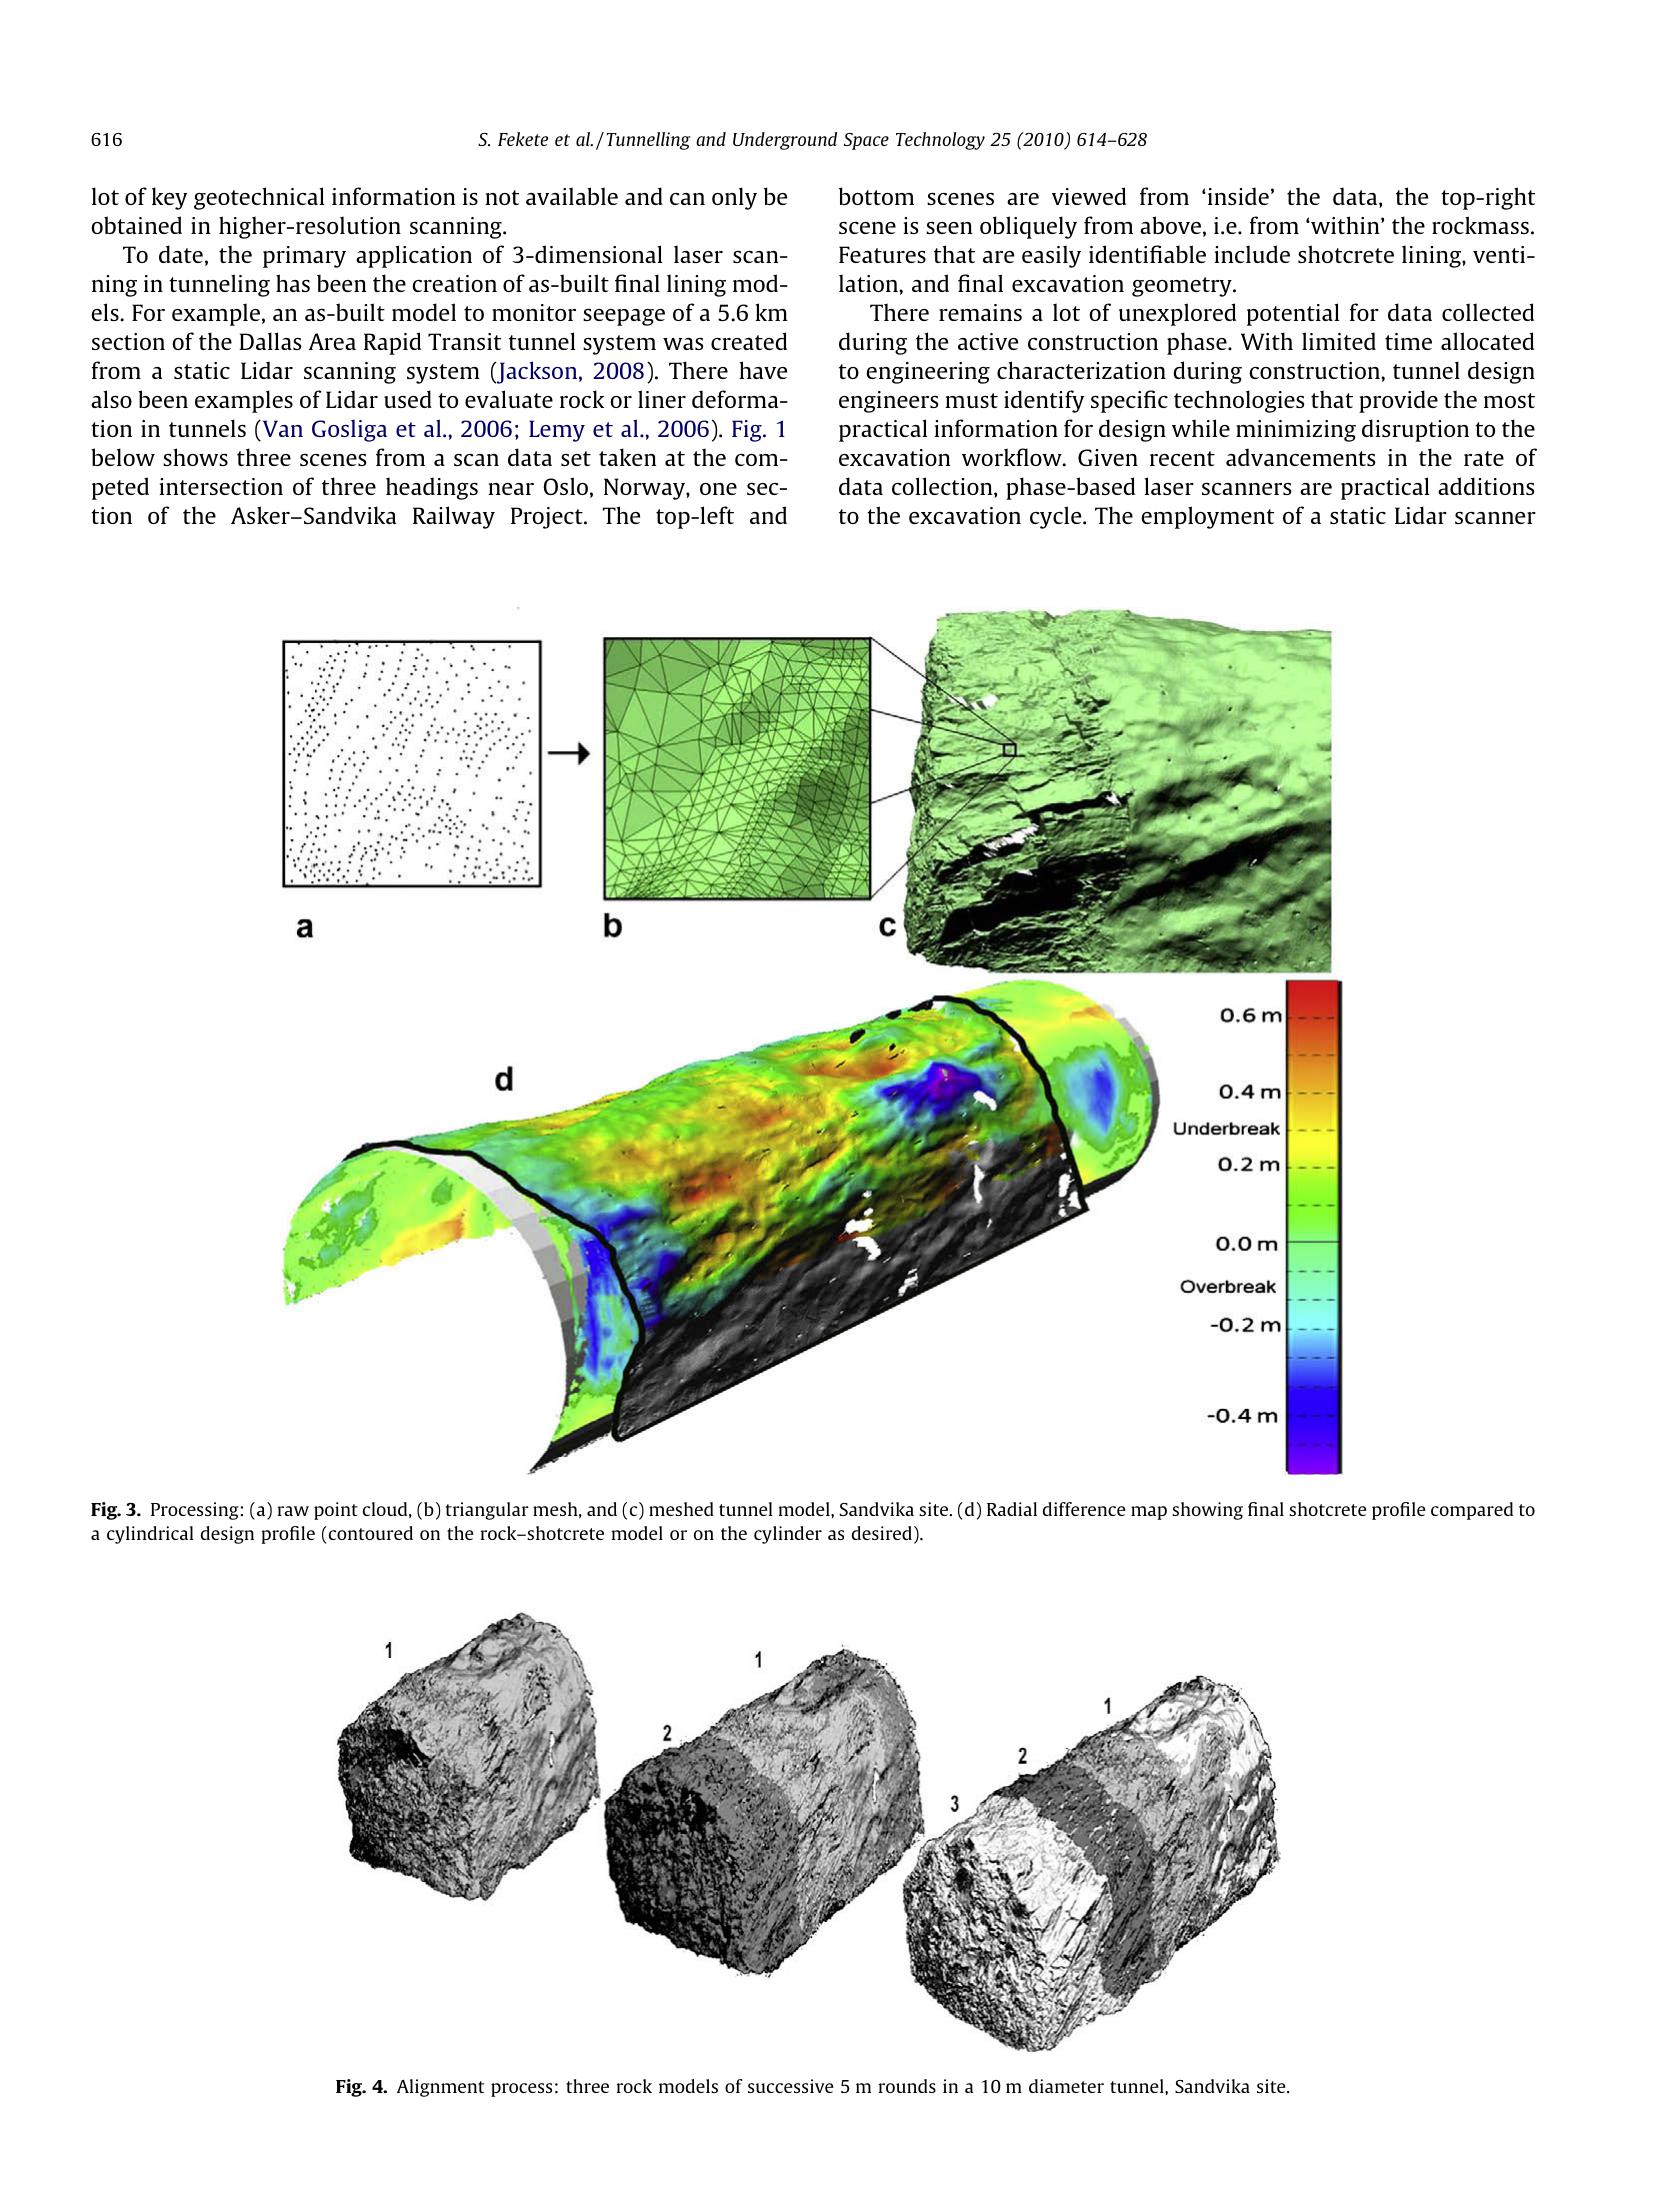 616
S. Fekete et al. / Tunnelling and Underground Space Technology 25 (2010) 614–628
lot of key geotechnical information is not available and can only be
obtained in higher-resolution scanning.
To date, the primary application of 3-dimensional laser scan-
ning in tunneling has been the creation of as-built final lining mod-
els. For example, an as-built model to monitor seepage of a 5.6 km
section of the Dallas Area Rapid Transit tunnel system was created
from a static Lidar scanning system (Jackson, 2008). There have
also been examples of Lidar used to evaluate rock or liner deforma-
tion in tunnels (Van Gosliga et al., 2006; Lemy et al., 2006). Fig. 1
below shows three scenes from a scan data set taken at the com-
peted intersection of three headings near Oslo, Norway, one sec-
tion of the Asker–Sandvika Railway Project. The top-left and
bottom scenes are viewed from ‘inside’ the data, the top-right
scene is seen obliquely from above, i.e. from ‘within’ the rockmass.
Features that are easily identifiable include shotcrete lining, venti-
lation, and final excavation geometry.
There remains a lot of unexplored potential for data collected
during the active construction phase. With limited time allocated
to engineering characterization during construction, tunnel design
engineers must identify specific technologies that provide the most
practical information for design while minimizing disruption to the
excavation workflow. Given recent advancements in the rate of
data collection, phase-based laser scanners are practical additions
to the excavation cycle. The employment of a static Lidar scanner
a
b
c
d
0.6 m
0.4 m
Underbreak
0.2 m
0.0 m
Overbreak
-0.2 m
-0.4 m
Fig. 3. Processing: (a) raw point cloud, (b) triangular mesh, and (c) meshed tunnel model, Sandvika site. (d) Radial difference map showing final shotcrete profile compared to
a cylindrical design profile (contoured on the rock–shotcrete model or on the cylinder as desired).
1
1
2
1
2
3
Fig. 4. Alignment process: three rock models of successive 5 m rounds in a 10 m diameter tunnel, Sandvika site.